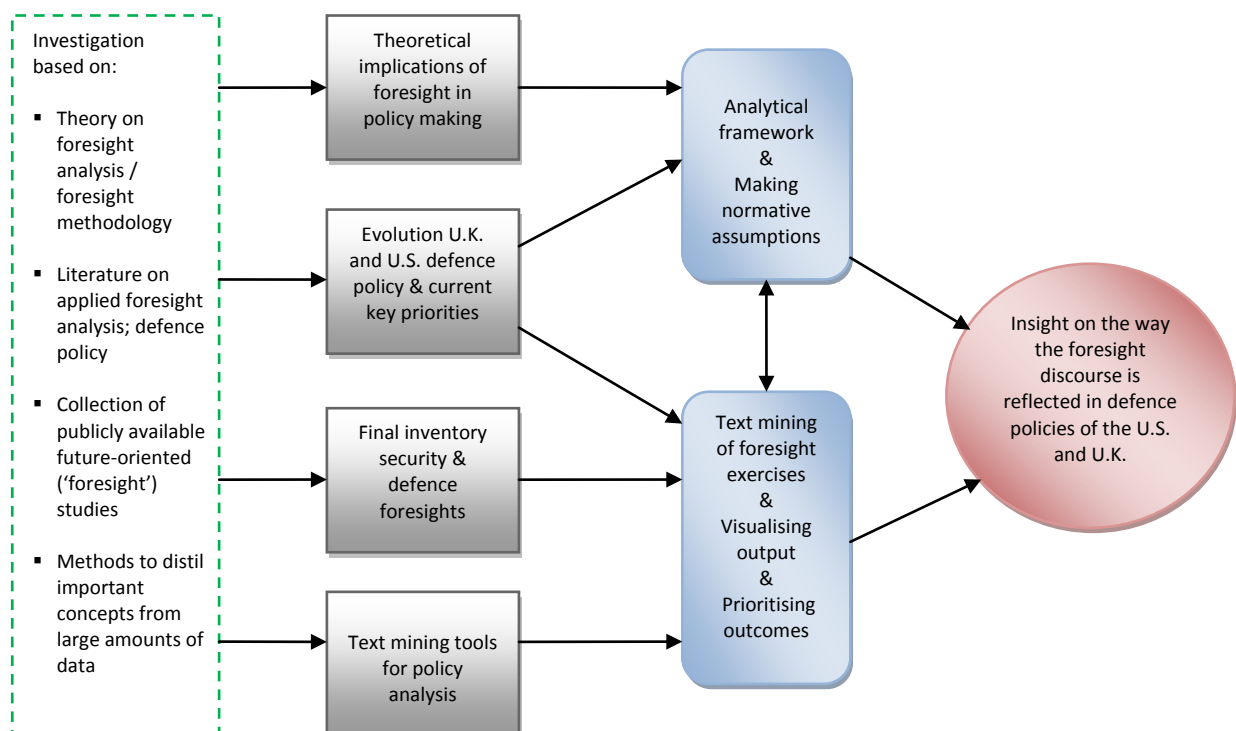 Investigation
based on:
▪ Theory on
foresight
analysis /
foresight
methodology
▪ Literature on
applied foresight
analysis; defence
policy
▪ Collection of
publicly available
future-oriented
(‘foresight’)
studies
▪ Methods to distil
important
concepts from
large amounts of
data
Theoretical
implications of
foresight in
policy making
Evolution U.K.
and U.S. defence
policy & current
key priorities
Final inventory
security &
defence
foresights
Text mining tools
for policy
analysis
Analytical
framework
&
Making
normative
assumptions
Text mining
of foresight
exercises
&
Visualising
output
&
Prioritising
outcomes
Insight on the way
the foresight
discourse is
reflected in defence
policies of the U.S.
and U.K.